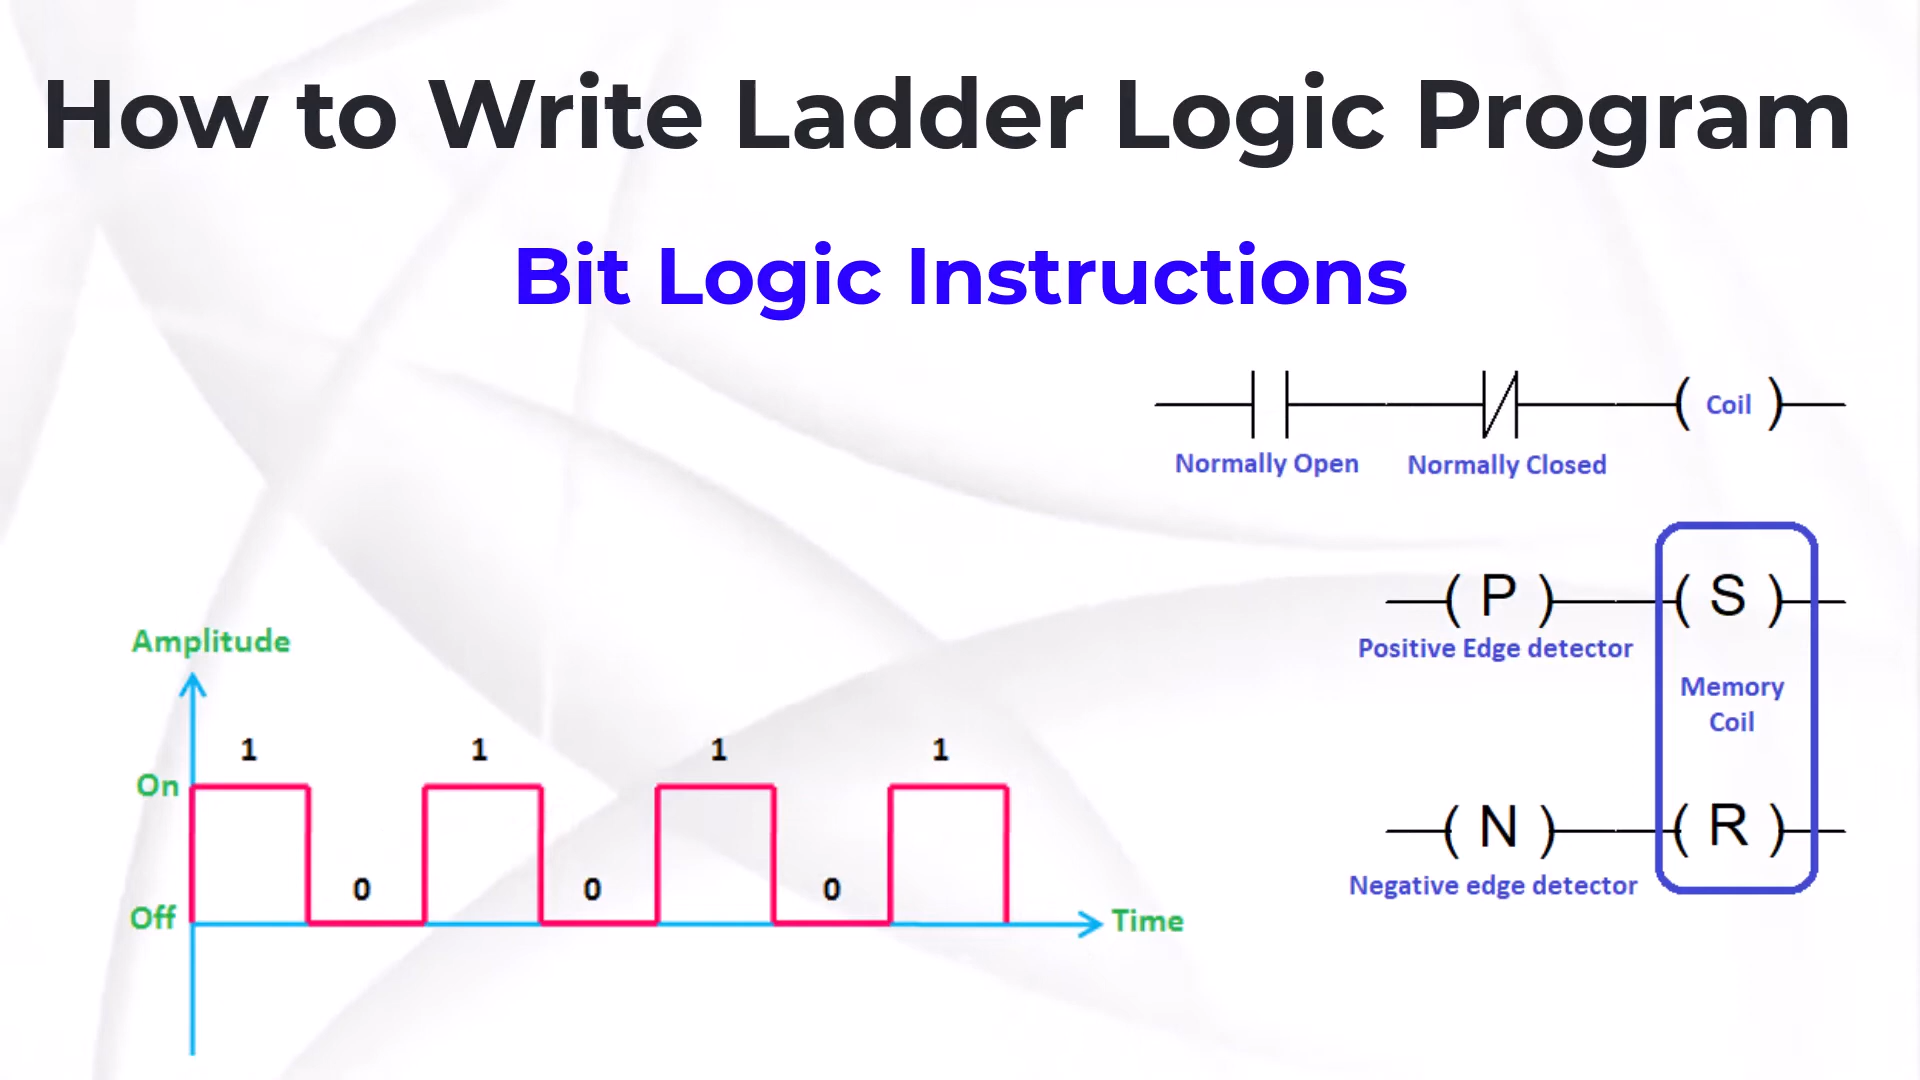 How to Write Ladder Logic Program
Bit Logic Instructions
( Coil )
Normally Open Normally Closed
( P ) ( S )
Positive Edge detector
Memory
Coil
( N ) ( R )
Negative edge detector
Amplitude
1 1 1 1
On
0 0 0
Off
Time